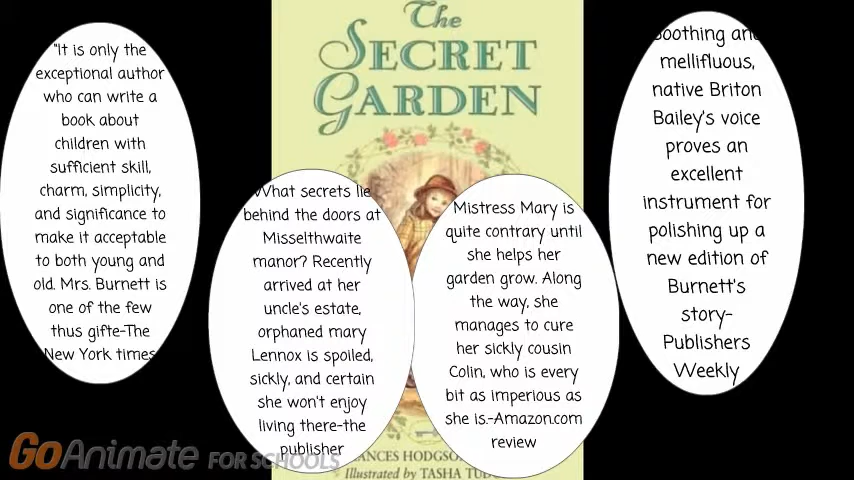 The
SECRET
GARDEN
"It is only the
exceptional author
who can write a
book about
children with
sufficient skill,
charm, simplicity,
and significance to
make it acceptable
to both young and
old. Mrs. Burnett is
one of the few
thus gifte-The
New York times
What secrets lie
behind the doors at
Misselthwaite
manor? Recently
arrived at her
uncle's estate,
orphaned mary
Lennox is spoiled,
sickly, and certain
she won't enjoy
living there-the
publisher
Mistress Mary is
quite contrary until
she helps her
garden grow. Along
the way, she
manages to cure
her sickly cousin
Colin, who is every
bit as imperious as
she is.-Amazon.com
review
Soothing and
mellifluous,
native Briton
Bailey's voice
proves an
excellent
instrument for
polishing up a
new edition of
Burnett's
story-
Publishers
Weekly
GoAnimate FOR SCHOOLS
ANCES HODGSO
Illustrated by TASHA TUD